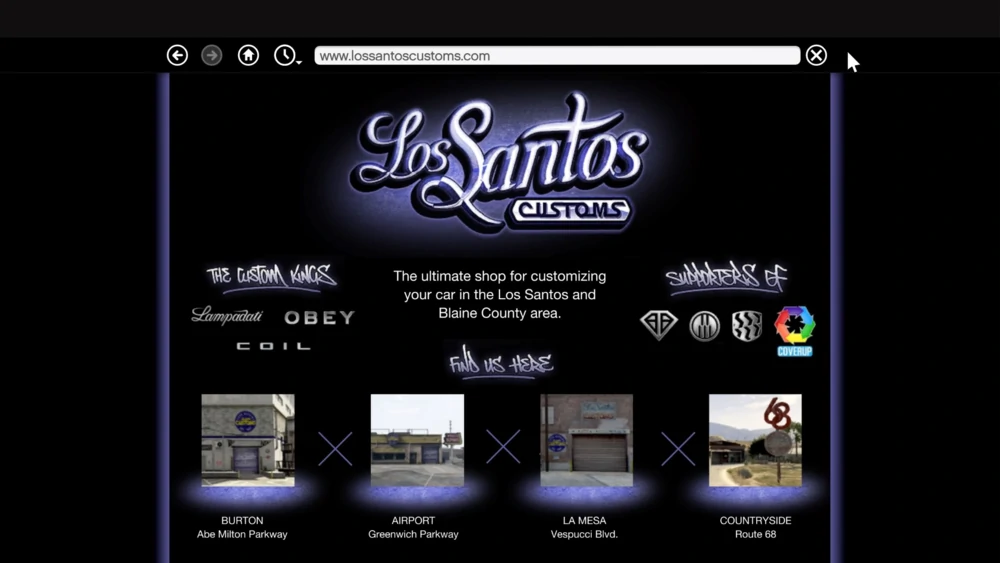 www.lossantoscustoms.com
Los Santos
CUSTOMS
THE CUSTOM KINGS
Lampadati OBEY
COIL
The ultimate shop for customizing
your car in the Los Santos and
Blaine County area.
SUPPORTERS OF
COVERUP
FIND US HERE
68
BURTON
Abe Milton Parkway
AIRPORT
Greenwich Parkway
LA MESA
Vespucci Blvd.
COUNTRYSIDE
Route 68